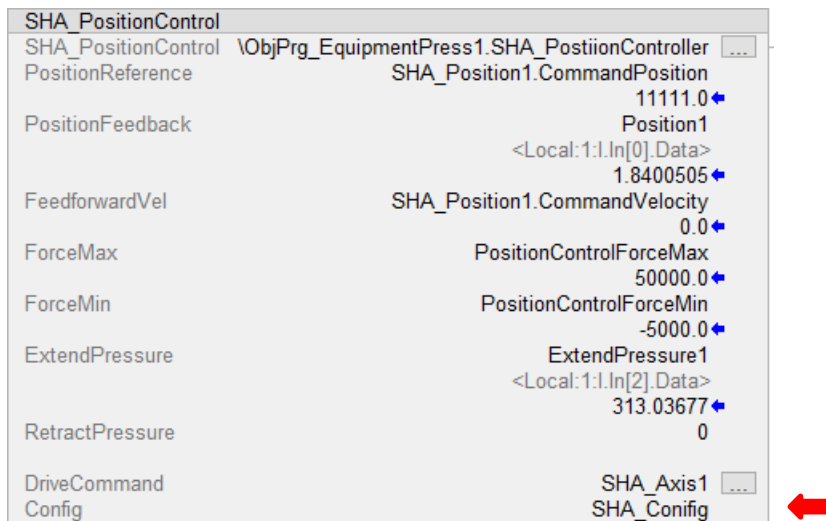 SHA_PositionControl
SHA_PositionControl \ObjPrg_EquipmentPress1.SHA_PostiionController ...
PositionReference SHA_Position1.CommandPosition
11111.0
PositionFeedback Position1
<Local:1:I.In[0].Data>
1.8400505
FeedforwardVel SHA_Position1.CommandVelocity
0.0
ForceMax PositionControlForceMax
50000.0
ForceMin PositionControlForceMin
-5000.0
ExtendPressure ExtendPressure1
<Local:1:I.In[2].Data>
313.03677
RetractPressure 0
DriveCommand SHA_Axis1 ...
Config SHA_Conifig